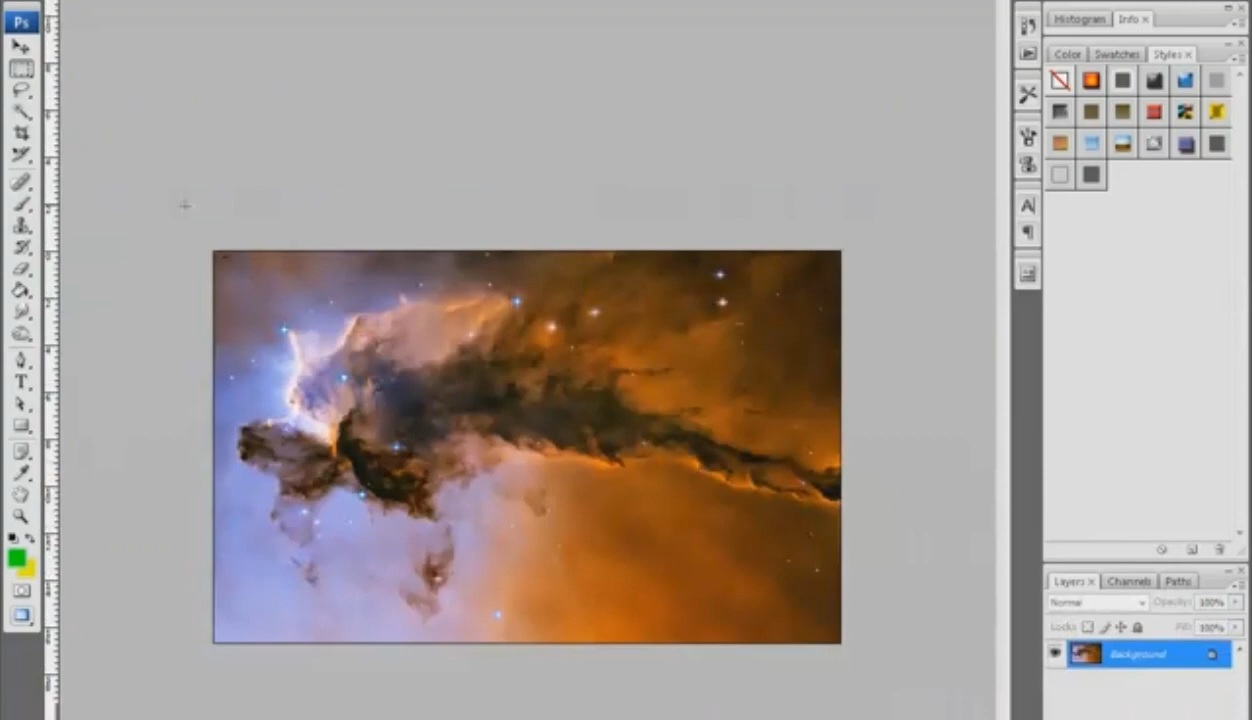 Ps
Histogram Info
Color Swatches Styles
A
T
Layers Channels Paths
Normal Opacity: 100%
Lock: Fill: 100%
Background